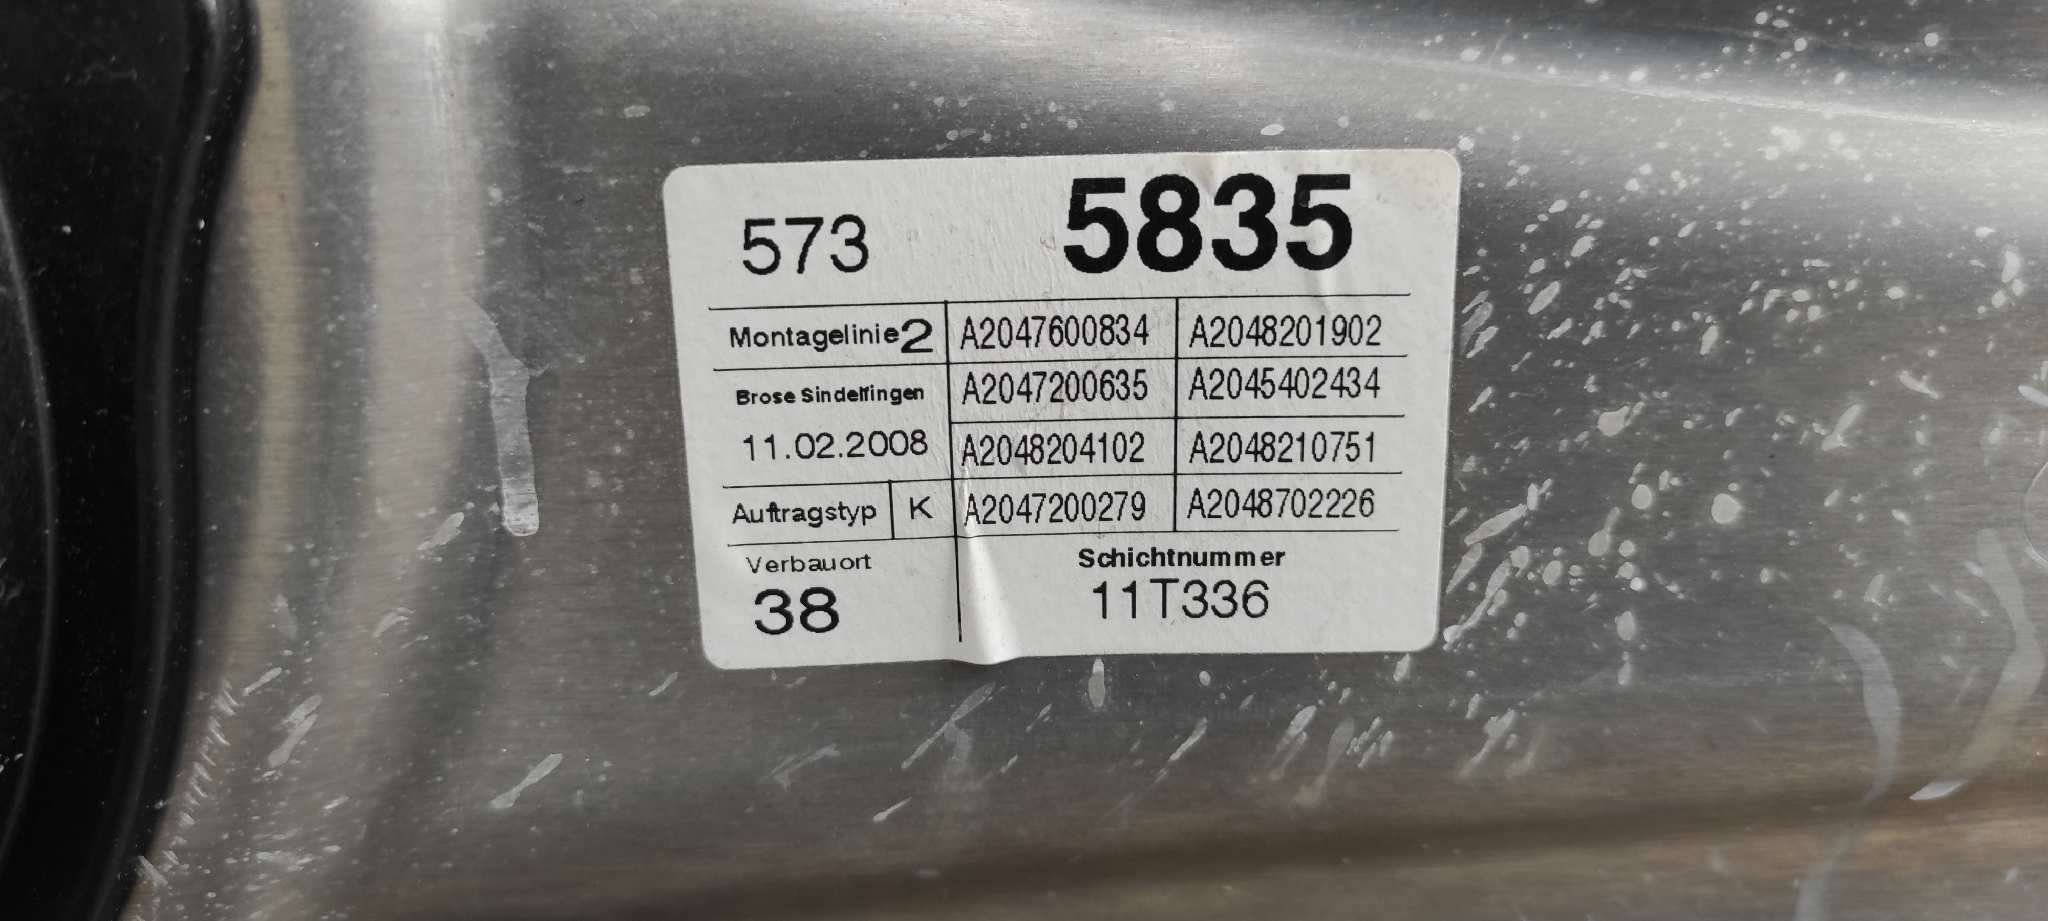 573 5835
Montagelinie 2 A2047600834 A2048201902
Brose Sindelfingen A2047200635 A2045402434
11.02.2008 A2048204102 A2048210751
Auftragstyp K A2047200279 A2048702226
Verbauort Schichtnummer
38 11T336